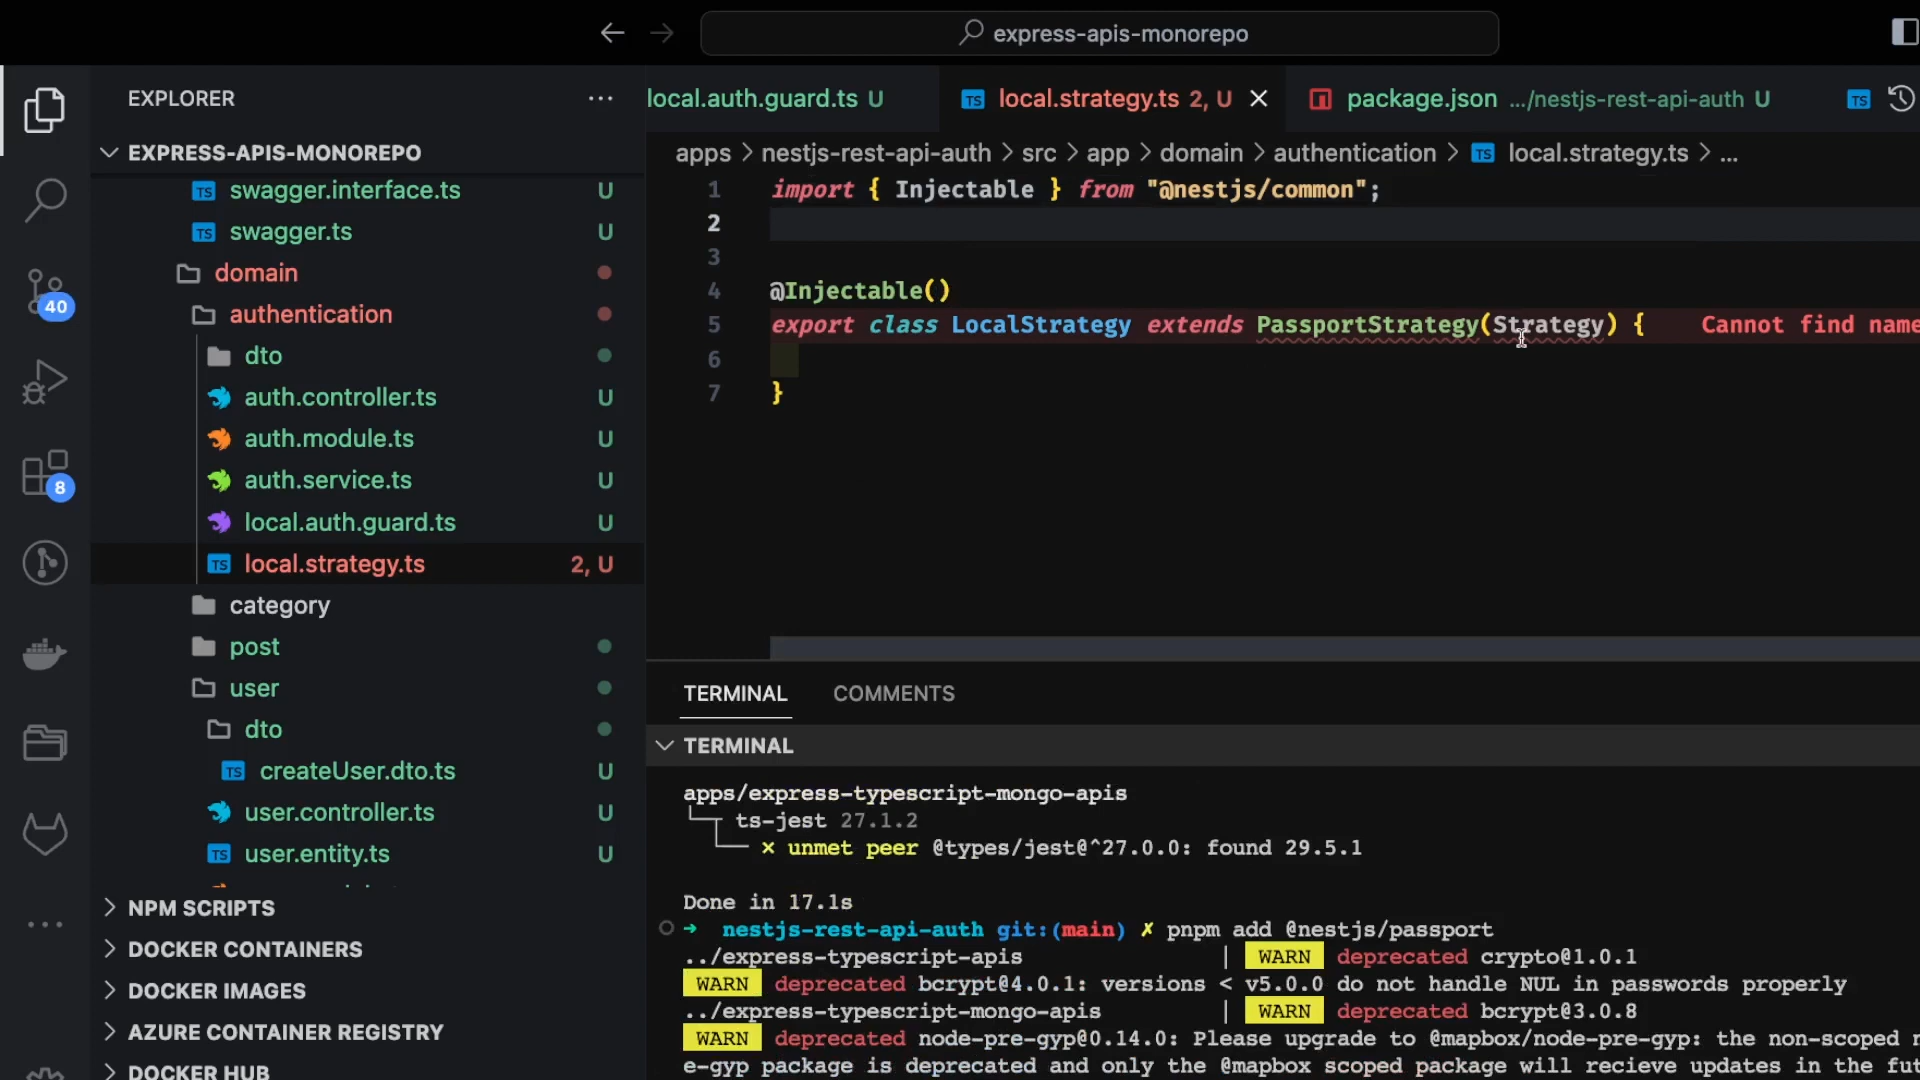 express-apis-monorepo
EXPLORER
EXPRESS-APIS-MONOREPO
swagger.interface.ts U
swagger.ts U
domain
authentication
dto
auth.controller.ts U
auth.module.ts U
auth.service.ts U
local.auth.guard.ts U
local.strategy.ts 2, U
category
post
user
dto
createUser.dto.ts U
user.controller.ts U
user.entity.ts U
NPM SCRIPTS
DOCKER CONTAINERS
DOCKER IMAGES
AZURE CONTAINER REGISTRY
DOCKER HUB
40
8
local.auth.guard.ts U
local.strategy.ts 2, U
package.json .../nestjs-rest-api-auth U
apps > nestjs-rest-api-auth > src > app > domain > authentication > local.strategy.ts > ...
1 import { Injectable } from "@nestjs/common";
2
3
4 @Injectable()
5 export class LocalStrategy extends PassportStrategy(Strategy) { Cannot find name
6
7 }
TERMINAL COMMENTS
TERMINAL
apps/express-typescript-mongo-apis
└─┬ ts-jest 27.1.2
└── × unmet peer @types/jest@^27.0.0: found 29.5.1
Done in 17.1s
➜ nestjs-rest-api-auth git:(main) ✗ pnpm add @nestjs/passport
../express-typescript-apis | WARN deprecated crypto@1.0.1
WARN deprecated bcrypt@4.0.1: versions < v5.0.0 do not handle NUL in passwords properly
../express-typescript-mongo-apis | WARN deprecated bcrypt@3.0.8
WARN deprecated node-pre-gyp@0.14.0: Please upgrade to @mapbox/node-pre-gyp: the non-scoped n
e-gyp package is deprecated and only the @mapbox scoped package will recieve updates in the fut